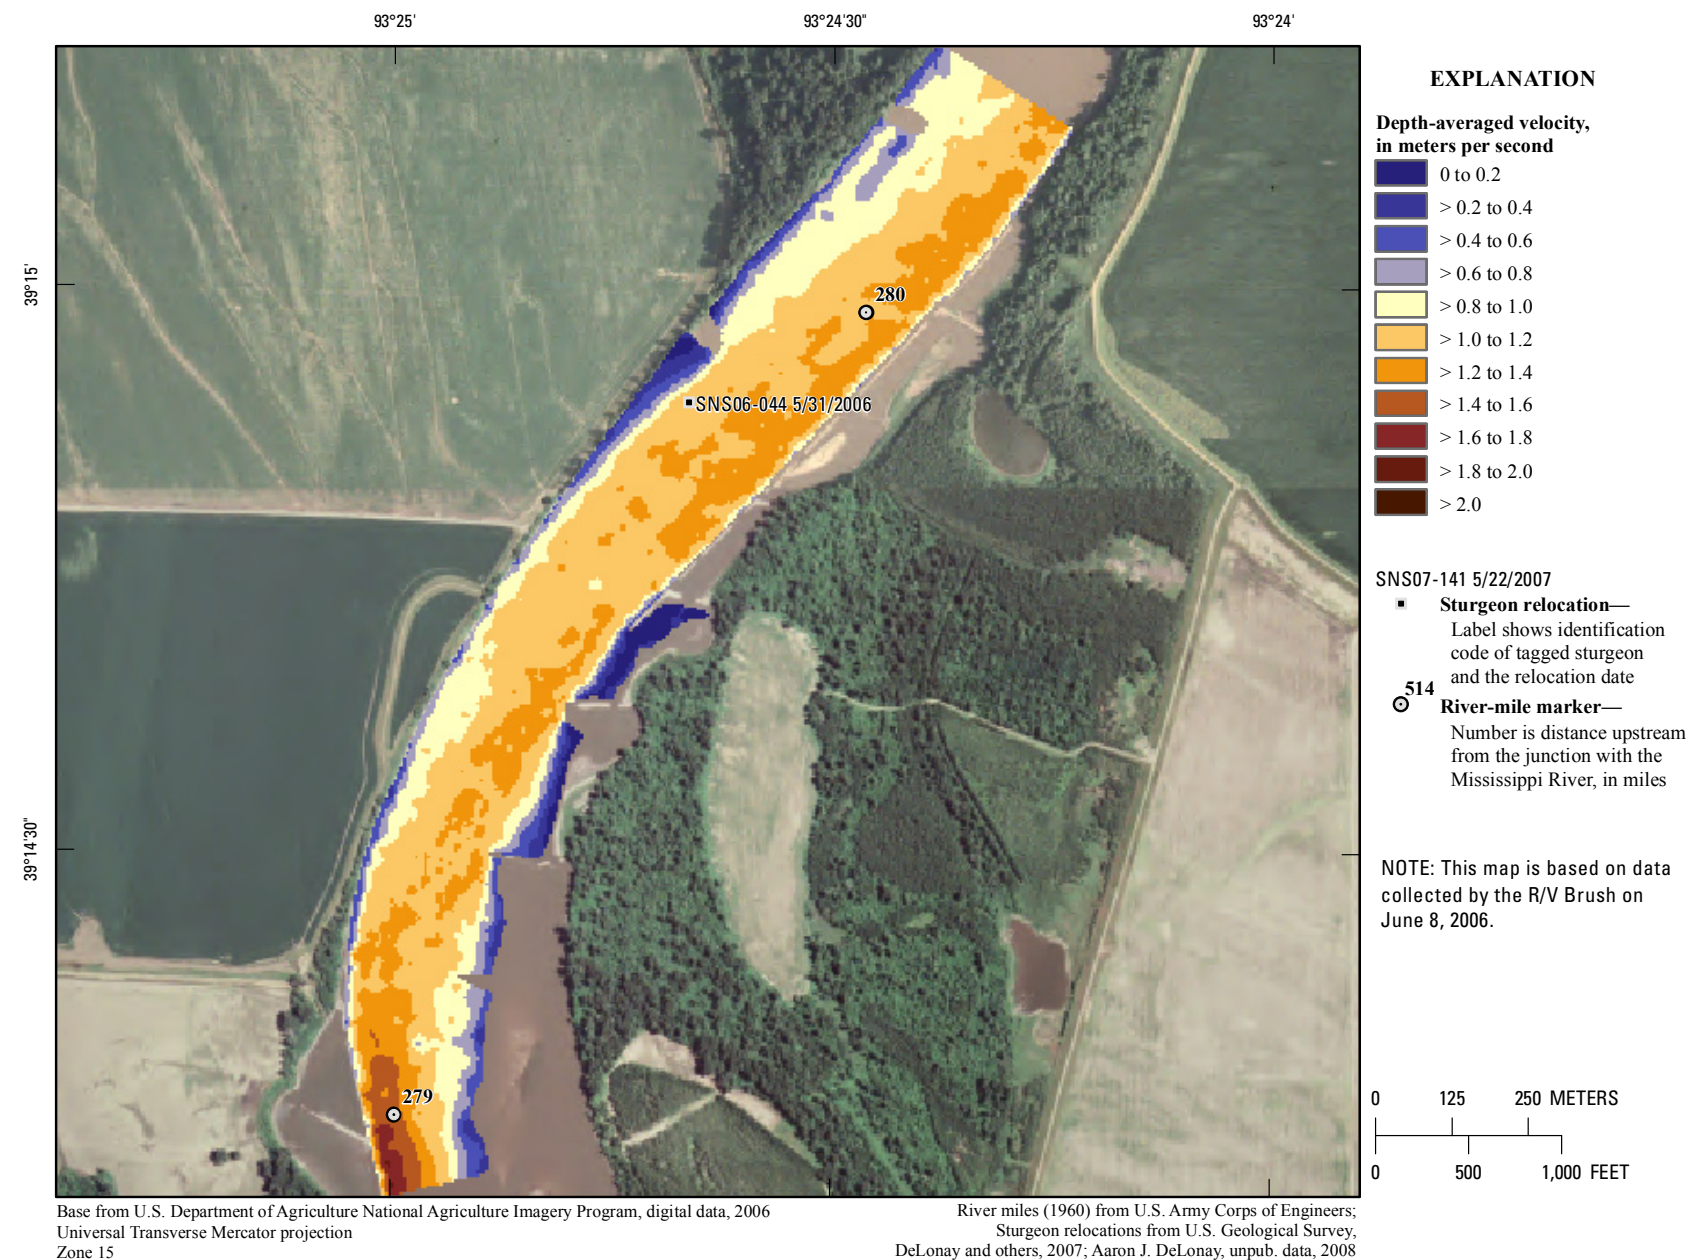 93°25'
93°24'30"
93°24'
39°15'
39°14'30"
280
SNS06-044 5/31/2006
279
EXPLANATION
Depth-averaged velocity,
in meters per second
0 to 0.2
> 0.2 to 0.4
> 0.4 to 0.6
> 0.6 to 0.8
> 0.8 to 1.0
> 1.0 to 1.2
> 1.2 to 1.4
> 1.4 to 1.6
> 1.6 to 1.8
> 1.8 to 2.0
> 2.0
SNS07-141 5/22/2007
Sturgeon relocation—
Label shows identification
code of tagged sturgeon
and the relocation date
514
River-mile marker—
Number is distance upstream
from the junction with the
Mississippi River, in miles
NOTE: This map is based on data
collected by the R/V Brush on
June 8, 2006.
0 125 250 METERS
0 500 1,000 FEET
Base from U.S. Department of Agriculture National Agriculture Imagery Program, digital data, 2006
Universal Transverse Mercator projection
Zone 15
River miles (1960) from U.S. Army Corps of Engineers;
Sturgeon relocations from U.S. Geological Survey,
DeLonay and others, 2007; Aaron J. DeLonay, unpub. data, 2008